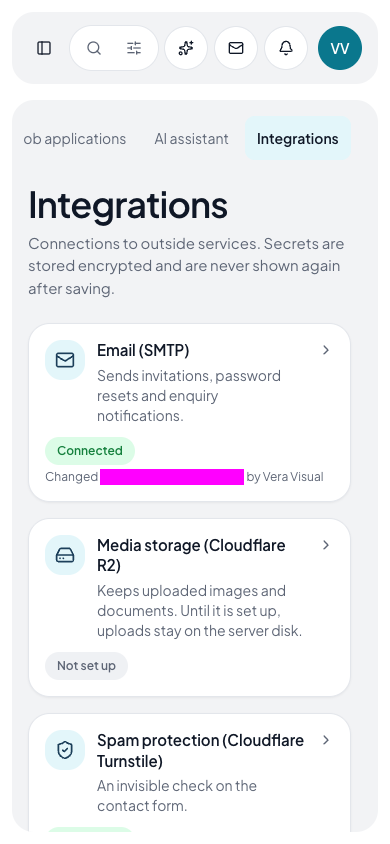 VV
ob applications AI assistant Integrations
Integrations
Connections to outside services. Secrets are
stored encrypted and are never shown again
after saving.
Email (SMTP)
Sends invitations, password
resets and enquiry
notifications.
Connected
Changed by Vera Visual
Media storage (Cloudflare
R2)
Keeps uploaded images and
documents. Until it is set up,
uploads stay on the server disk.
Not set up
Spam protection (Cloudflare
Turnstile)
An invisible check on the
contact form.